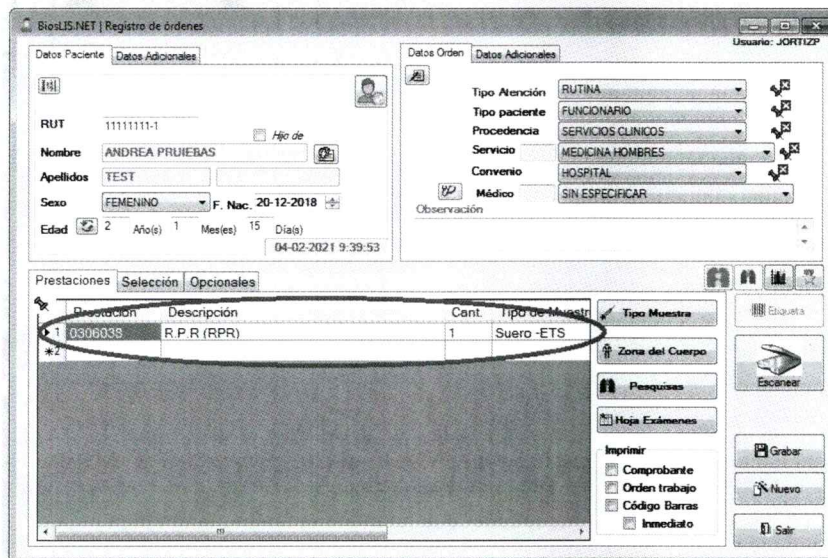 BiosLIS.NET | Registro de órdenes
Usuario: JORTIZP
Datos Paciente Datos Adicionales
RUT 11111111-1 Hijo de
Nombre ANDREA PRUIEBAS
Apellidos TEST
Sexo FEMENINO F. Nac. 20-12-2018
Edad 2 Año(s) 1 Mes(es) 15 Día(s)
04-02-2021 9:39:53
Datos Orden Datos Adicionales
Tipo Atención RUTINA
Tipo paciente FUNCIONARIO
Procedencia SERVICIOS CLINICOS
Servicio MEDICINA HOMBRES
Convenio HOSPITAL
Médico SIN ESPECIFICAR
Observación
Prestaciones Selección Opcionales
Prestación Descripción Cant. Tipo de Muestr
1 0306038 R.P.R (RPR) 1 Suero -ETS
*2
Tipo Muestra
Zona del Cuerpo
Pesquisas
Hoja Exámenes
Imprimir
Comprobante
Orden trabajo
Código Barras
Inmediato
Etiqueta
Escanear
Grabar
Nuevo
Salir